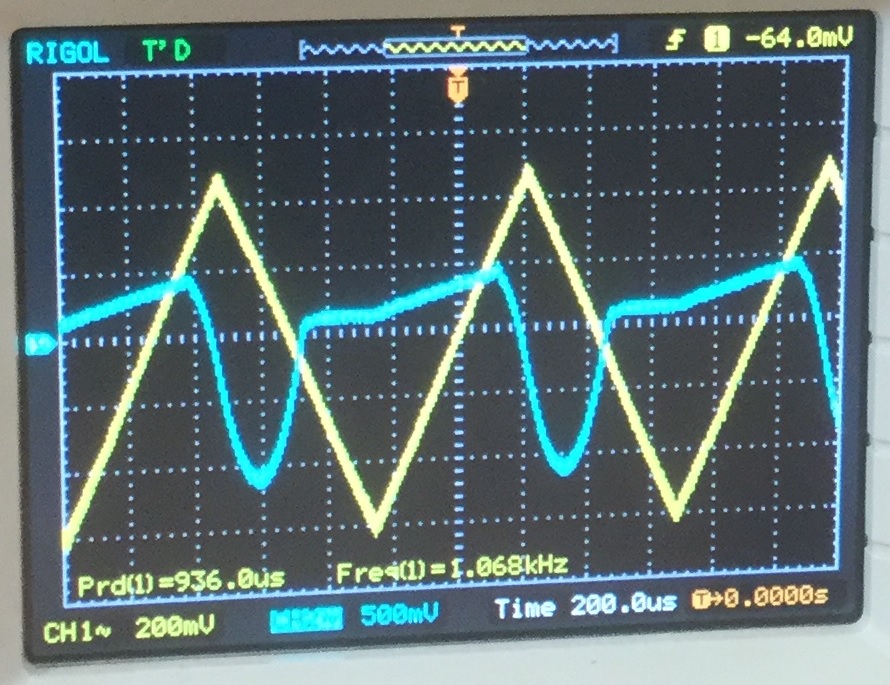 RIGOL T'D 1 -64.0mV
T
T
Prd(1)=936.0us Freq(1)=1.068kHz
CH1~ 200mV 500mV Time 200.0us T→0.0000s